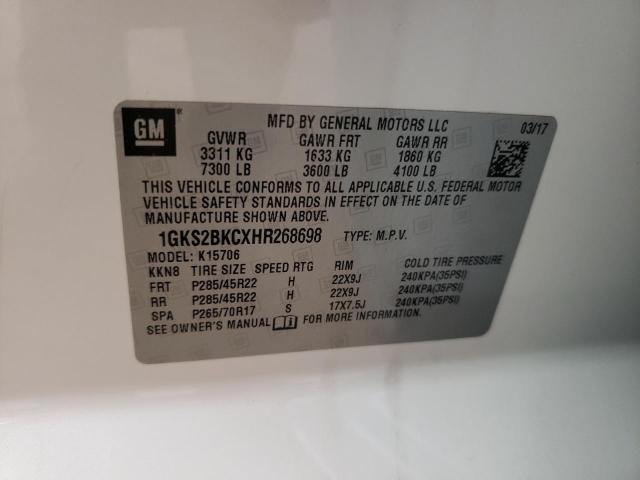 GM
MFD BY GENERAL MOTORS LLC 03/17
GVWR GAWR FRT GAWR RR
3311 KG 1633 KG 1860 KG
7300 LB 3600 LB 4100 LB
THIS VEHICLE CONFORMS TO ALL APPLICABLE U.S. FEDERAL MOTOR
VEHICLE SAFETY STANDARDS IN EFFECT ON THE DATE OF
MANUFACTURE SHOWN ABOVE.
1GKS2BKCXHR268698 TYPE: M.P.V.
MODEL: K15706
KKN8 TIRE SIZE SPEED RTG RIM COLD TIRE PRESSURE
FRT P285/45R22 H 22X9J 240KPA(35PSI)
RR P285/45R22 H 22X9J 240KPA(35PSI)
SPA P265/70R17 S 17X7.5J 240KPA(35PSI)
SEE OWNER'S MANUAL FOR MORE INFORMATION.